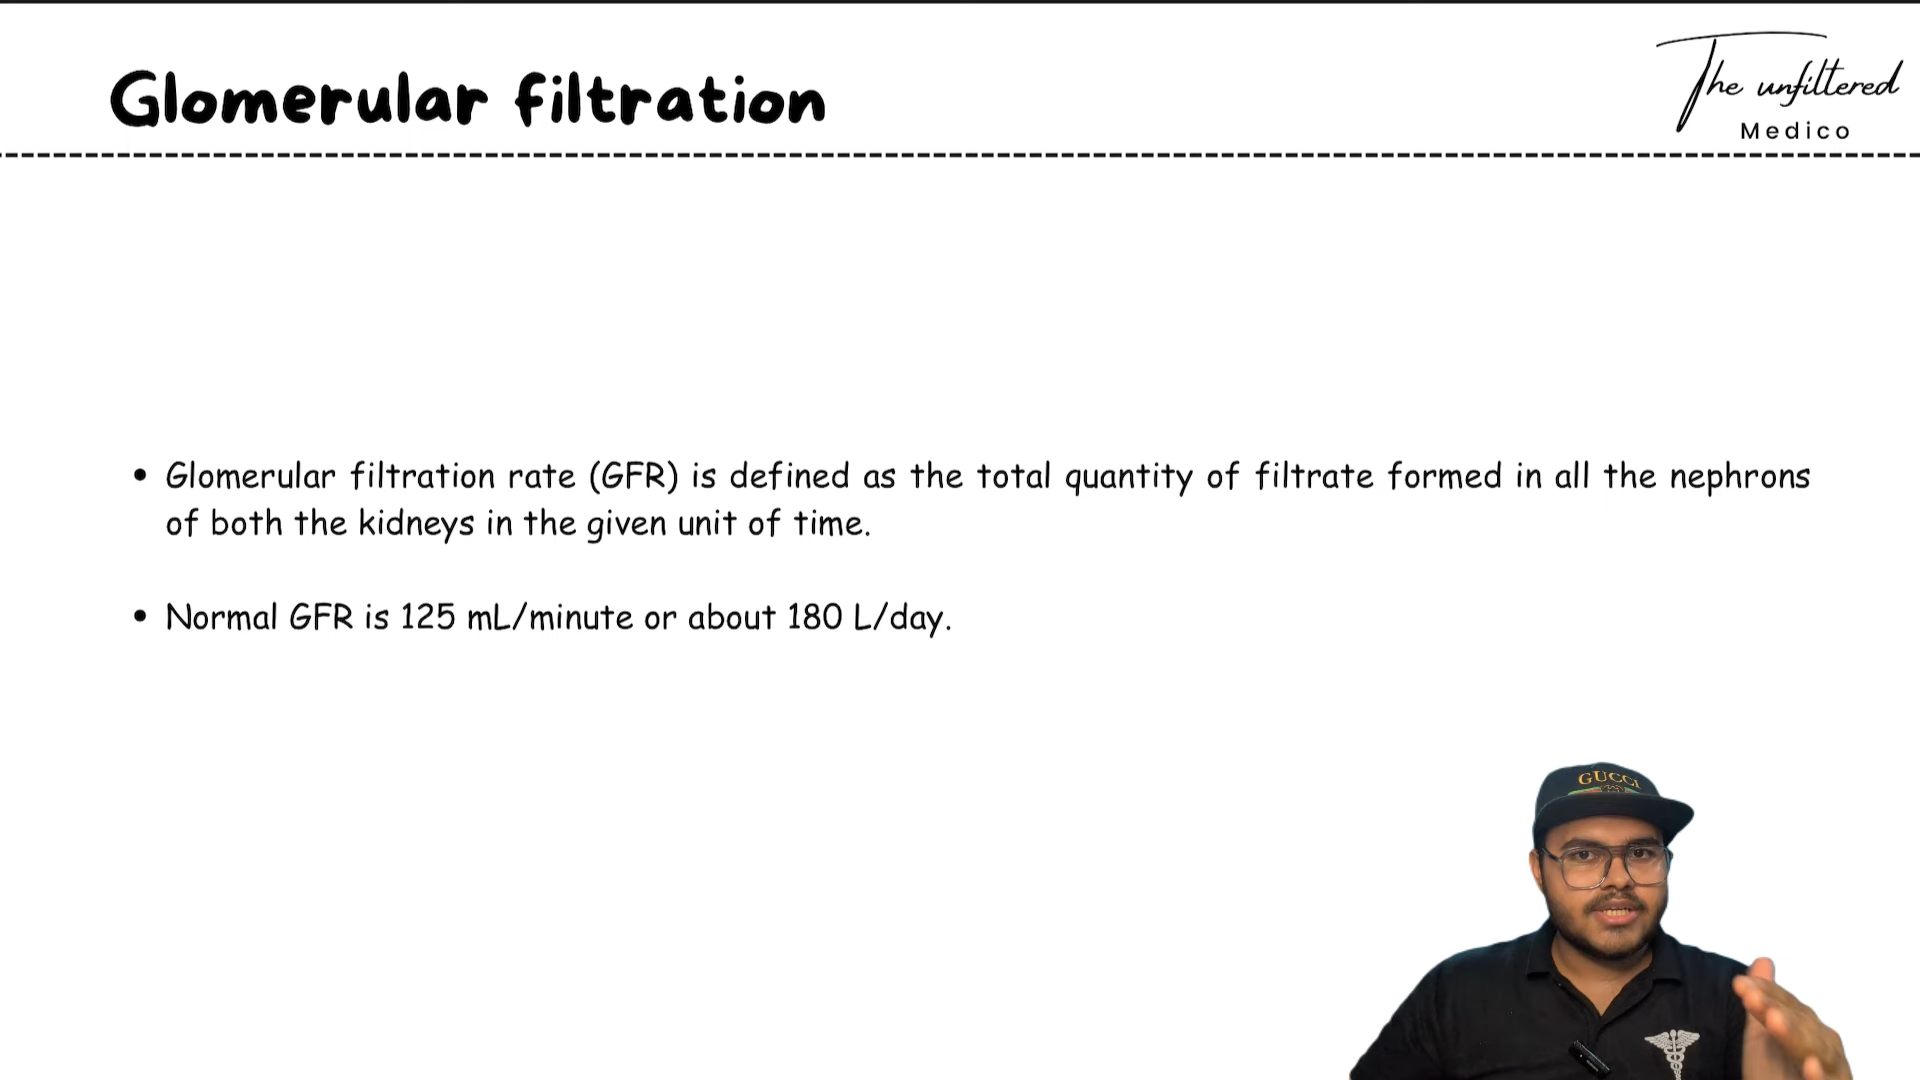 Glomerular filtration
The unfiltered
Medico
• Glomerular filtration rate (GFR) is defined as the total quantity of filtrate formed in all the nephrons
of both the kidneys in the given unit of time.
• Normal GFR is 125 mL/minute or about 180 L/day.
GUCCI